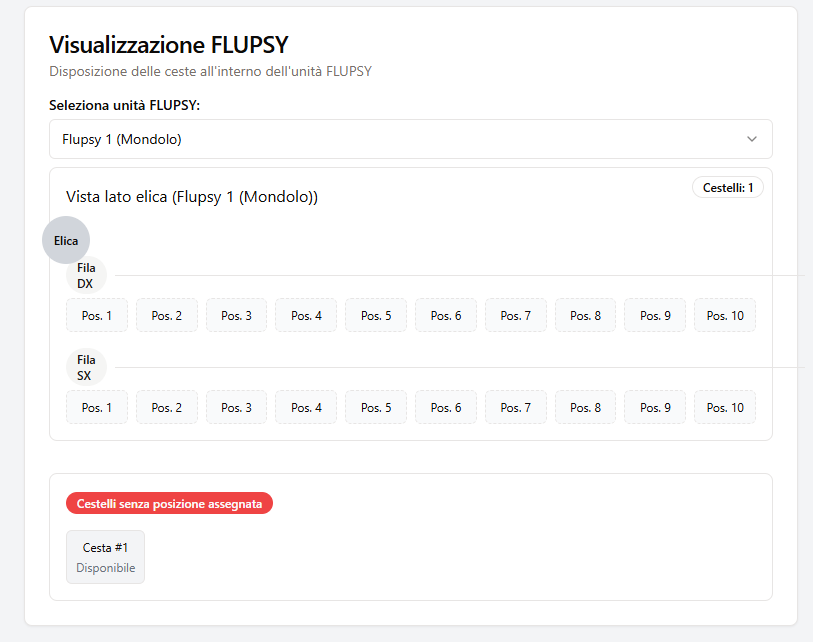 Visualizzazione FLUPSY
Disposizione delle ceste all'interno dell'unità FLUPSY
Seleziona unità FLUPSY:
Flupsy 1 (Mondolo)
Cestelli: 1
Vista lato elica (Flupsy 1 (Mondolo))
Elica
Fila
DX
Pos. 1 Pos. 2 Pos. 3 Pos. 4 Pos. 5 Pos. 6 Pos. 7 Pos. 8 Pos. 9 Pos. 10
Fila
SX
Pos. 1 Pos. 2 Pos. 3 Pos. 4 Pos. 5 Pos. 6 Pos. 7 Pos. 8 Pos. 9 Pos. 10
Cestelli senza posizione assegnata
Cesta #1
Disponibile